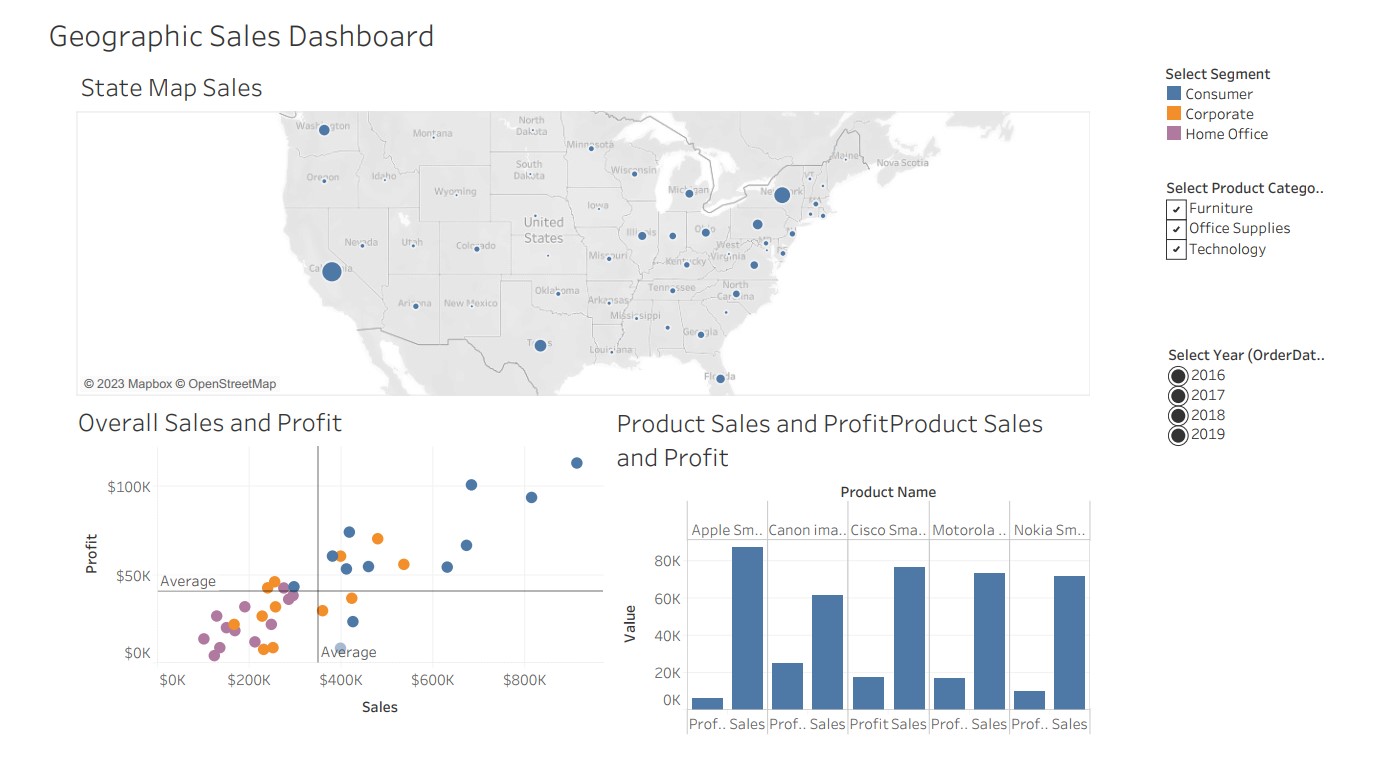 Geographic Sales Dashboard
State Map Sales
Washington
Montana
North
Dakota
Minnesota
Maine
Nova Scotia
Oregon
Idaho
South
Dakota
Wisconsin
Michigan
VT
New York
MA
Wyoming
Iowa
United
States
Nevada
Utah
Colorado
Illinois
Ohio
West
Virginia
MD
California
Missouri
Kentucky
Arizona
New Mexico
Oklahoma
Arkansas
Tennessee
North
Carolina
Mississippi
Georgia
Texas
Louisiana
Florida
© 2023 Mapbox © OpenStreetMap
Select Segment
Consumer
Corporate
Home Office
Select Product Catego..
Furniture
Office Supplies
Technology
Select Year (OrderDat..
2016
2017
2018
2019
Overall Sales and Profit
Profit
$100K
$50K
$0K
Average
Average
$0K $200K $400K $600K $800K
Sales
Product Sales and ProfitProduct Sales
and Profit
Product Name
Apple Sm.. Canon ima.. Cisco Sma.. Motorola .. Nokia Sm..
Value
80K
60K
40K
20K
0K
Prof.. Sales Prof.. Sales Profit Sales Prof.. Sales Prof.. Sales